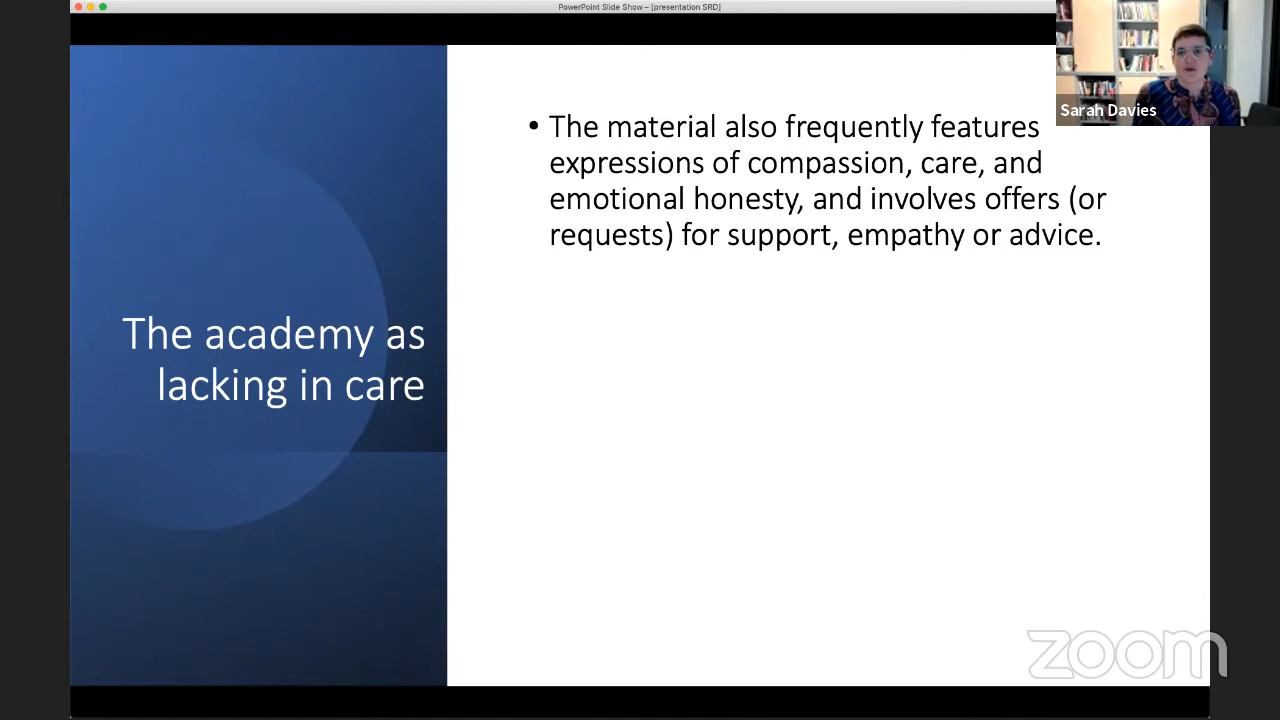 PowerPoint Slide Show – [presentation SRD]
Sarah Davies
• The material also frequently features
expressions of compassion, care, and
emotional honesty, and involves offers (or
requests) for support, empathy or advice.
The academy as
lacking in care
zoom